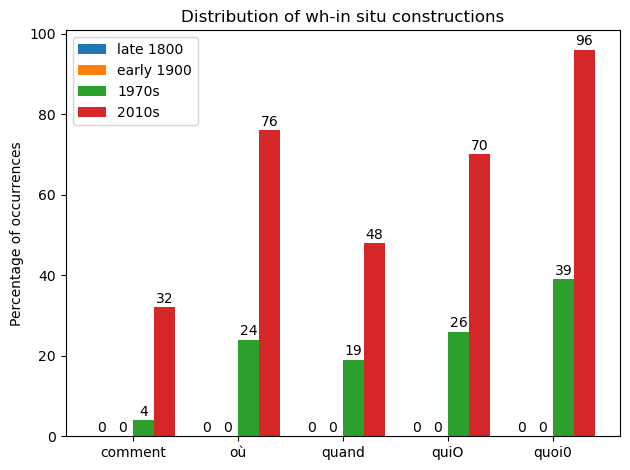 Distribution of wh-in situ constructions
Percentage of occurrences
100
80
60
40
20
0
late 1800
early 1900
1970s
2010s
0 0 4 32
0 0 24 76
0 0 19 48
0 0 26 70
0 0 39 96
comment où quand quiO quoi0